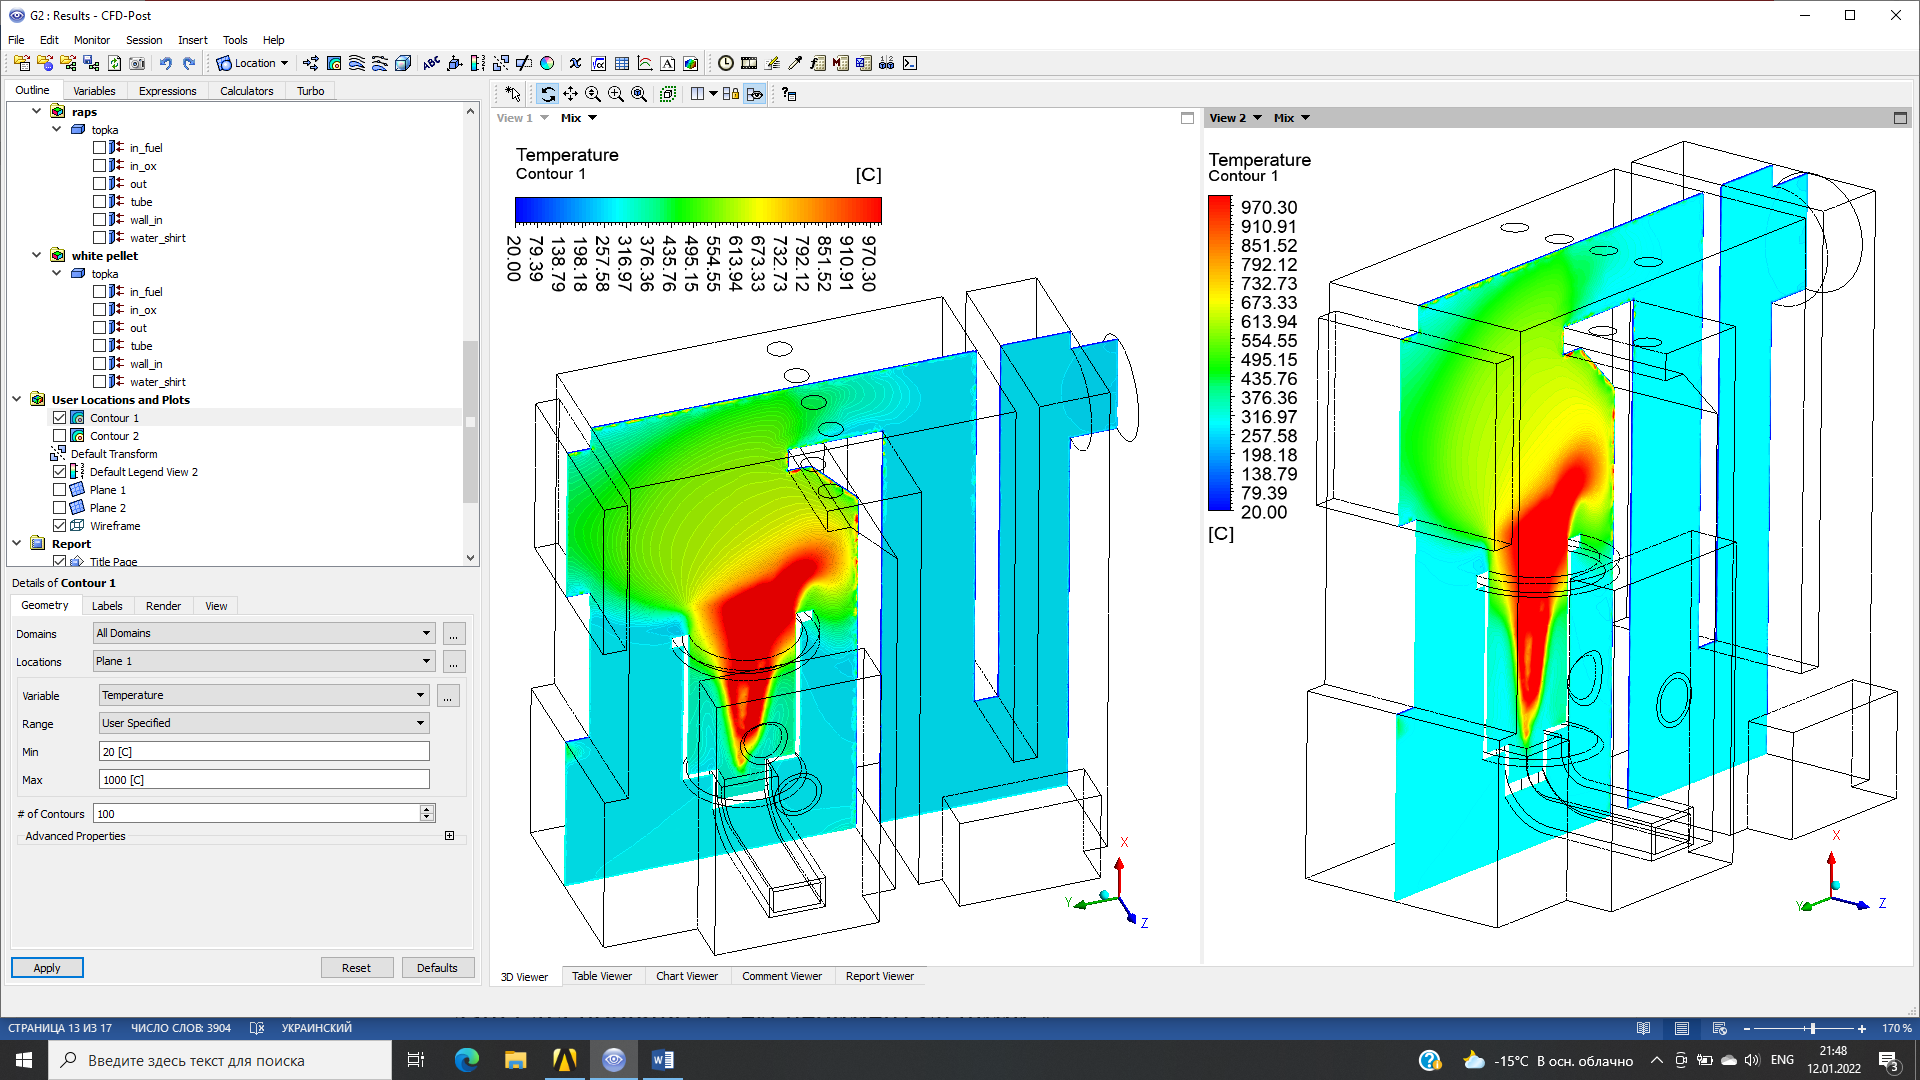 G2 : Results - CFD-Post
File Edit Monitor Session Insert Tools Help
Location
Outline Variables Expressions Calculators Turbo
raps
topka
in_fuel
in_ox
out
tube
wall_in
water_shirt
white pellet
topka
in_fuel
in_ox
out
tube
wall_in
water_shirt
User Locations and Plots
Contour 1
Contour 2
Default Transform
Default Legend View 2
Plane 1
Plane 2
Wireframe
Report
Title Page
Details of Contour 1
Geometry Labels Render View
Domains All Domains ...
Locations Plane 1 ...
Variable Temperature ...
Range User Specified
Min 20 [C]
Max 1000 [C]
# of Contours 100
Advanced Properties
Apply Reset Defaults
View 1 Mix
Temperature
Contour 1 [C]
20.00
79.39
138.79
198.18
257.58
316.97
376.36
435.76
495.15
554.55
613.94
673.33
732.73
792.12
851.52
910.91
970.30
X
Y
Z
View 2 Mix
Temperature
Contour 1
970.30
910.91
851.52
792.12
732.73
673.33
613.94
554.55
495.15
435.76
376.36
316.97
257.58
198.18
138.79
79.39
20.00
[C]
X
Y
Z
3D Viewer Table Viewer Chart Viewer Comment Viewer Report Viewer
СТРАНИЦА 13 ИЗ 17 ЧИСЛО СЛОВ: 3904 УКРАИНСКИЙ 170 %
Введите здесь текст для поиска
-15°C В осн. облачно ENG
21:48
12.01.2022
3